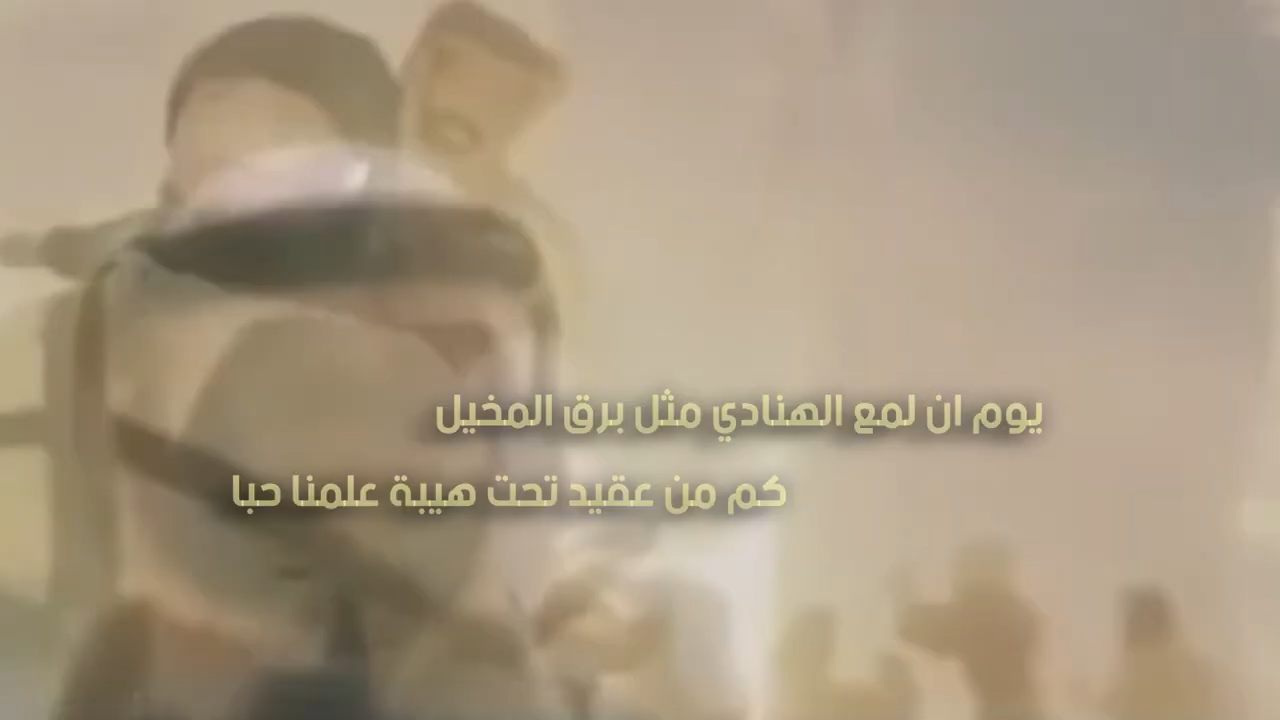 يوم ان لمع الهنادي مثل برق المخيل
كم من عقيد تحت هيبة علمنا حبا